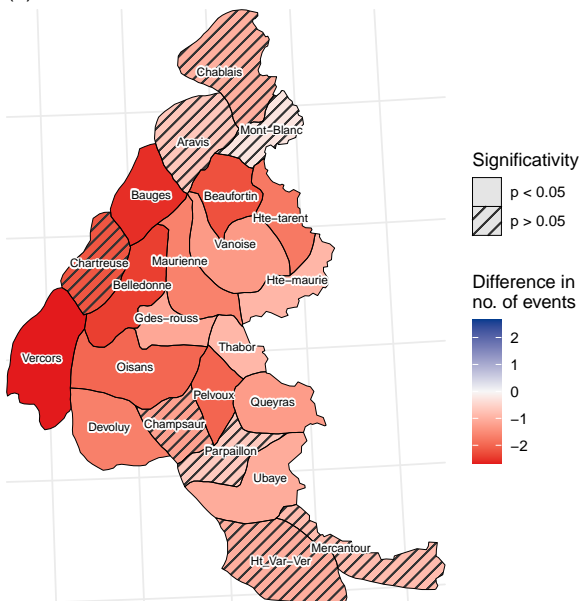 Chablais
Mont−Blanc
Aravis
Bauges
Beaufortin
Hte−tarent
Vanoise
Chartreuse
Maurienne
Belledonne
Hte−maurie
Gdes−rouss
Thabor
Vercors
Oisans
Pelvoux
Queyras
Devoluy
Champsaur
Parpaillon
Ubaye
Mercantour
Ht_Var−Ver
Significativity
p < 0.05
p > 0.05
Difference in
no. of events
2
1
0
−1
−2